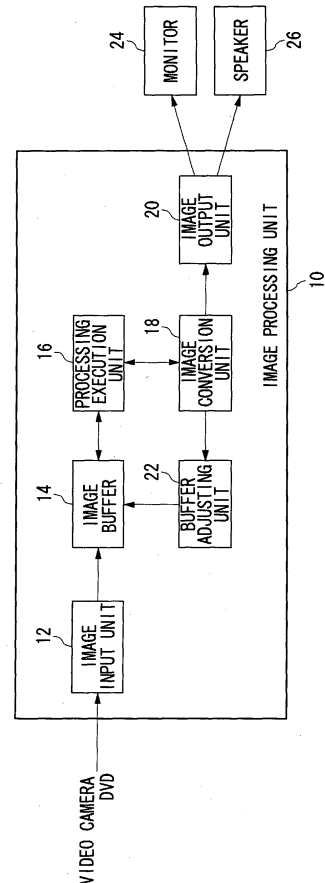 VIDEO CAMERA
DVD
12
IMAGE
INPUT UNIT
14
IMAGE
BUFFER
16
PROCESSING
EXECUTION
UNIT
22
BUFFER
ADJUSTING
UNIT
18
IMAGE
CONVERSION
UNIT
20
IMAGE
OUTPUT
UNIT
IMAGE PROCESSING UNIT
10
24
MONITOR
SPEAKER
26